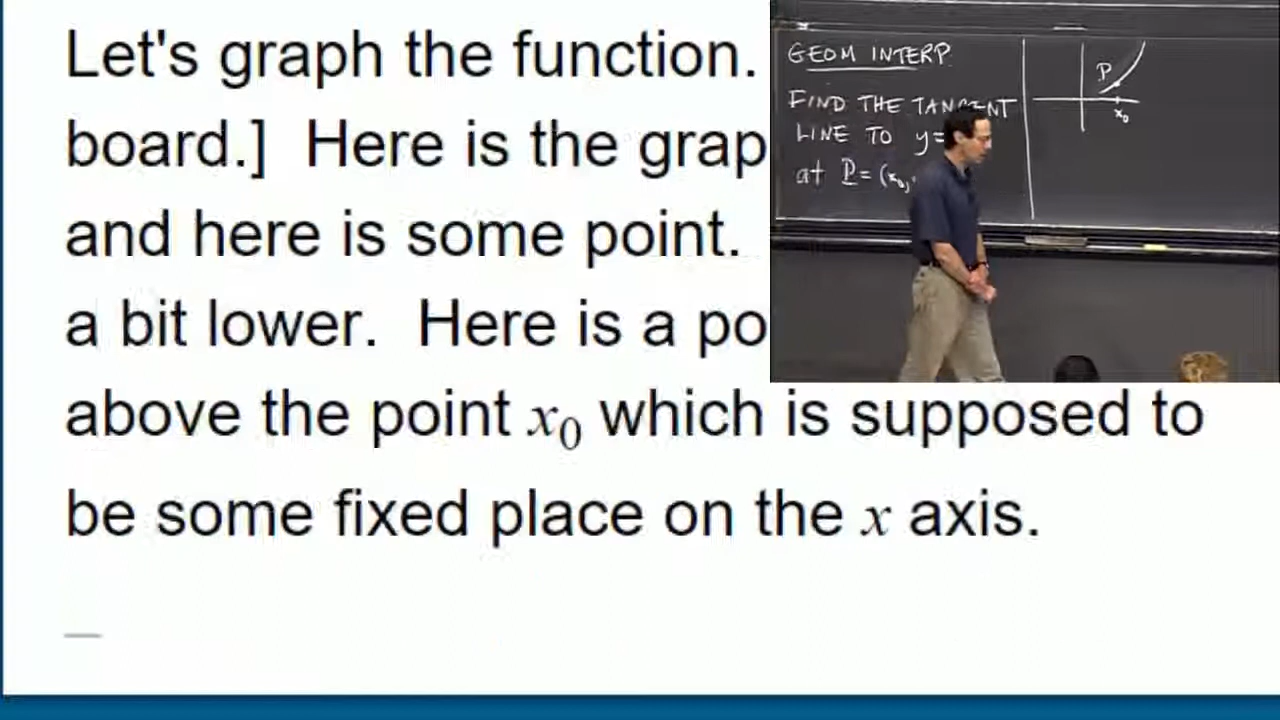 Let's graph the function.
board.] Here is the grap
and here is some point.
a bit lower. Here is a po
above the point x₀ which is supposed to
be some fixed place on the x axis.
GEOM INTERP.
FIND THE TANGENT
LINE TO y=
at P = (x₀,
P
x₀